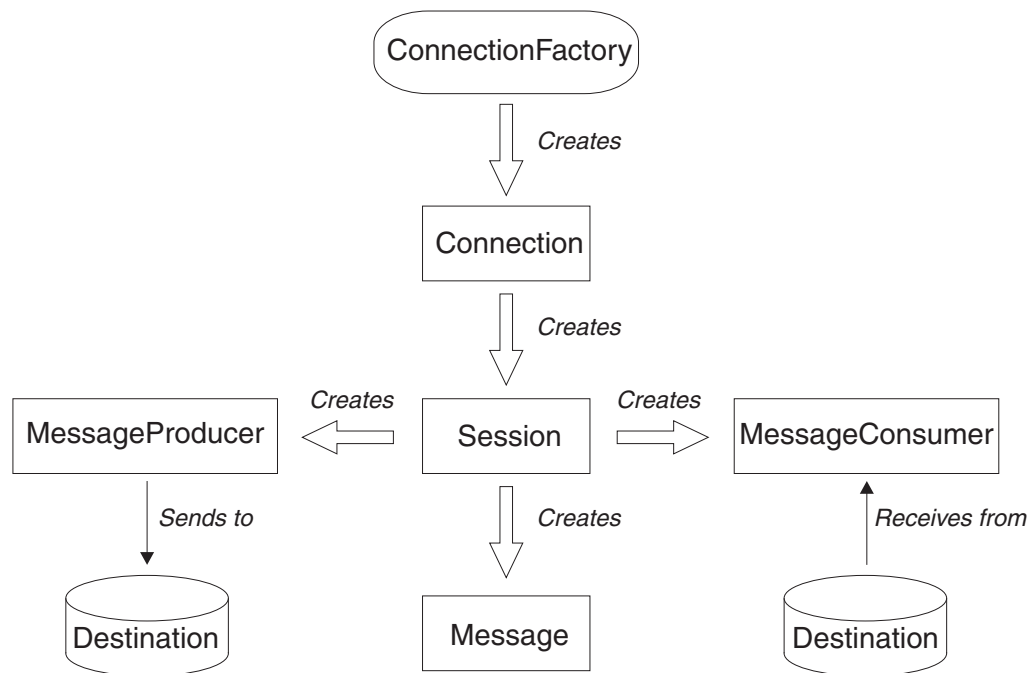 ConnectionFactory
Creates
Connection
Creates
Creates
Creates
MessageProducer
Session
MessageConsumer
Sends to
Creates
Receives from
Destination
Message
Destination